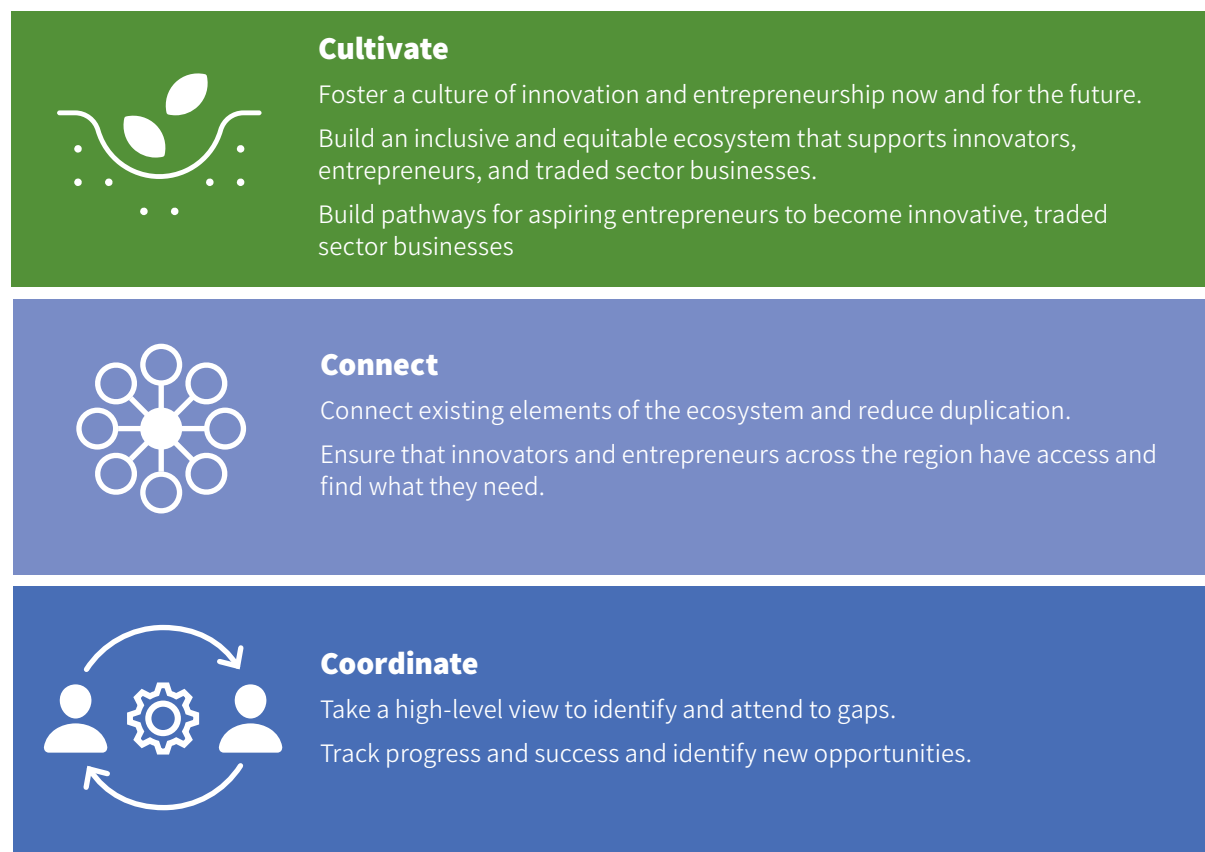 Cultivate
Foster a culture of innovation and entrepreneurship now and for the future.
Build an inclusive and equitable ecosystem that supports innovators,
entrepreneurs, and traded sector businesses.
Build pathways for aspiring entrepreneurs to become innovative, traded
sector businesses
Connect
Connect existing elements of the ecosystem and reduce duplication.
Ensure that innovators and entrepreneurs across the region have access and
find what they need.
Coordinate
Take a high-level view to identify and attend to gaps.
Track progress and success and identify new opportunities.